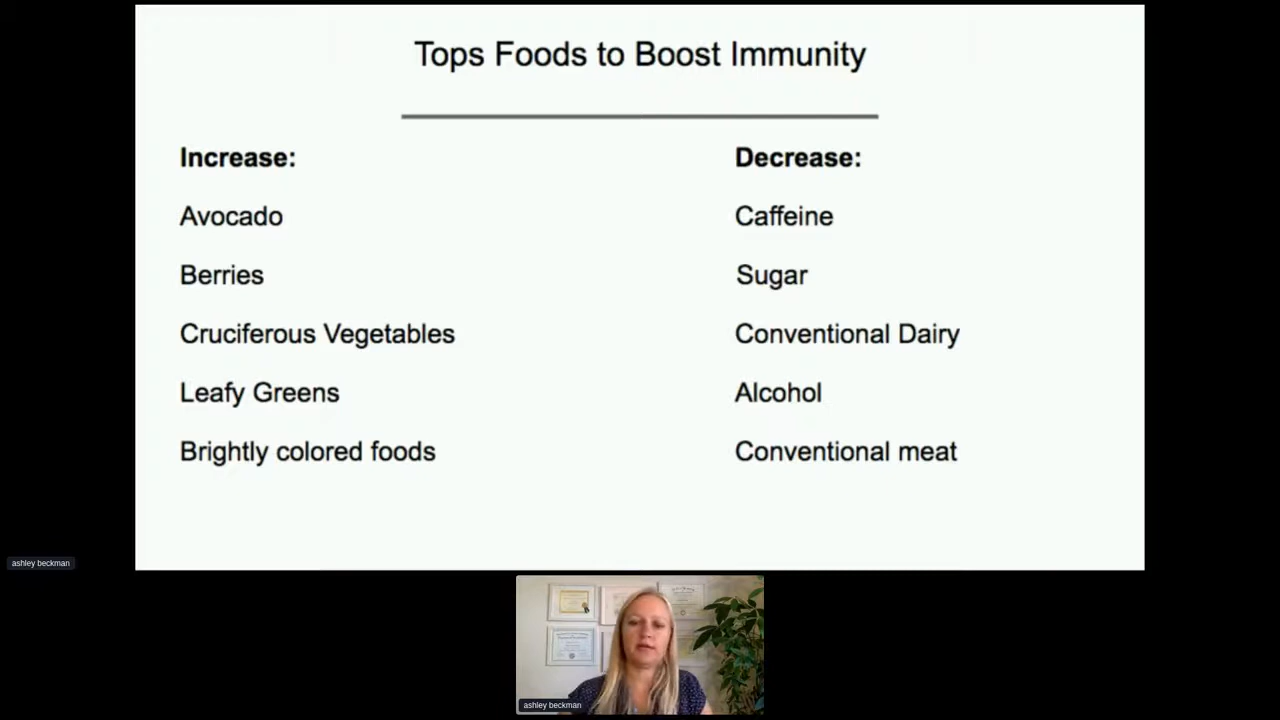 Tops Foods to Boost Immunity
Increase:
Avocado
Berries
Cruciferous Vegetables
Leafy Greens
Brightly colored foods
Decrease:
Caffeine
Sugar
Conventional Dairy
Alcohol
Conventional meat
ashley beckman
ashley beckman